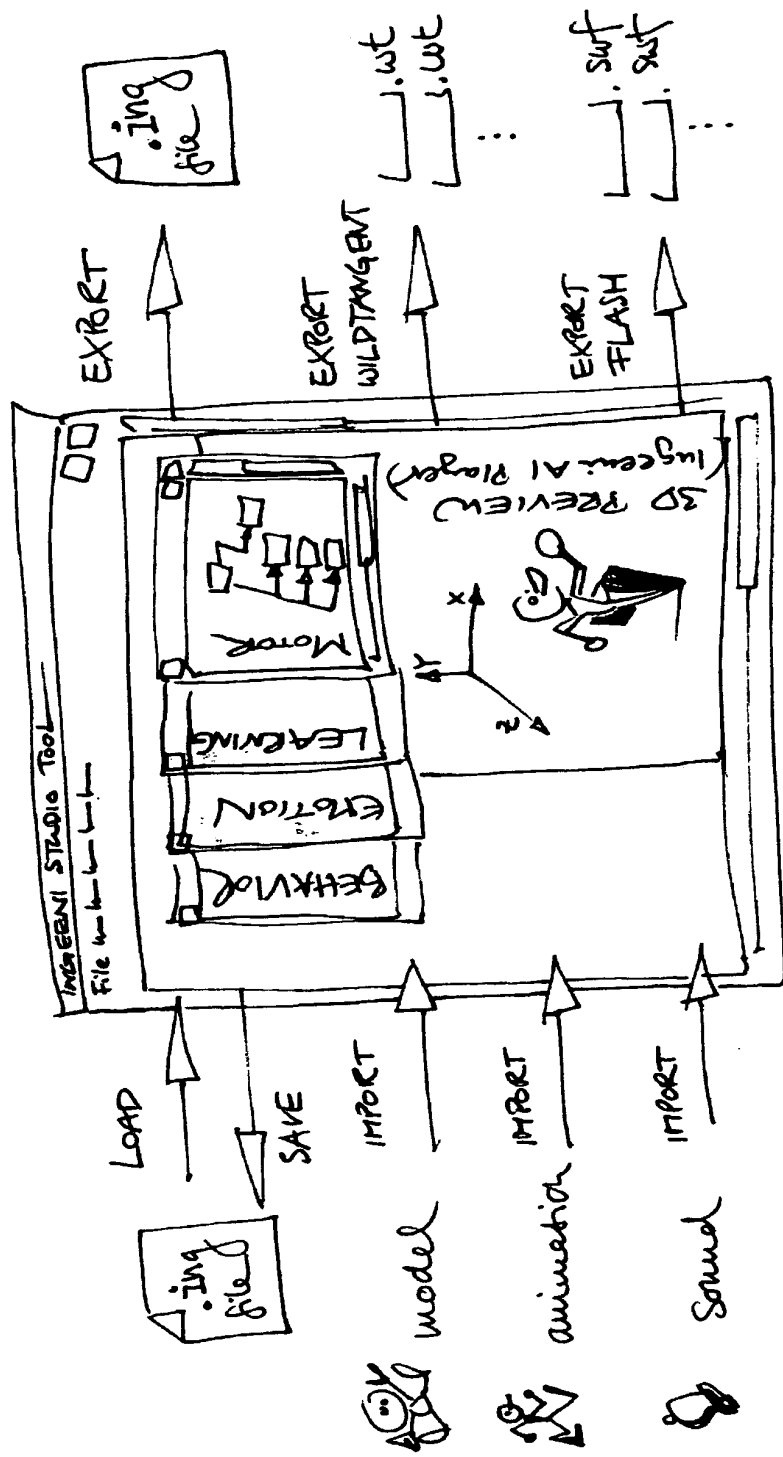 INGEENI STUDIO TOOL
File
LOAD
SAVE
.ing
file
IMPORT
model
IMPORT
animation
IMPORT
Sound
BEHAVIOR
EMOTION
LEARNING
MOTOR
Y
X
Z
3D PREVIEW
(Ingeeni AI Player)
EXPORT
.ing
file
EXPORT
WILDTANGENT
.wt
.wt
...
EXPORT
FLASH
.swf
.swf
...